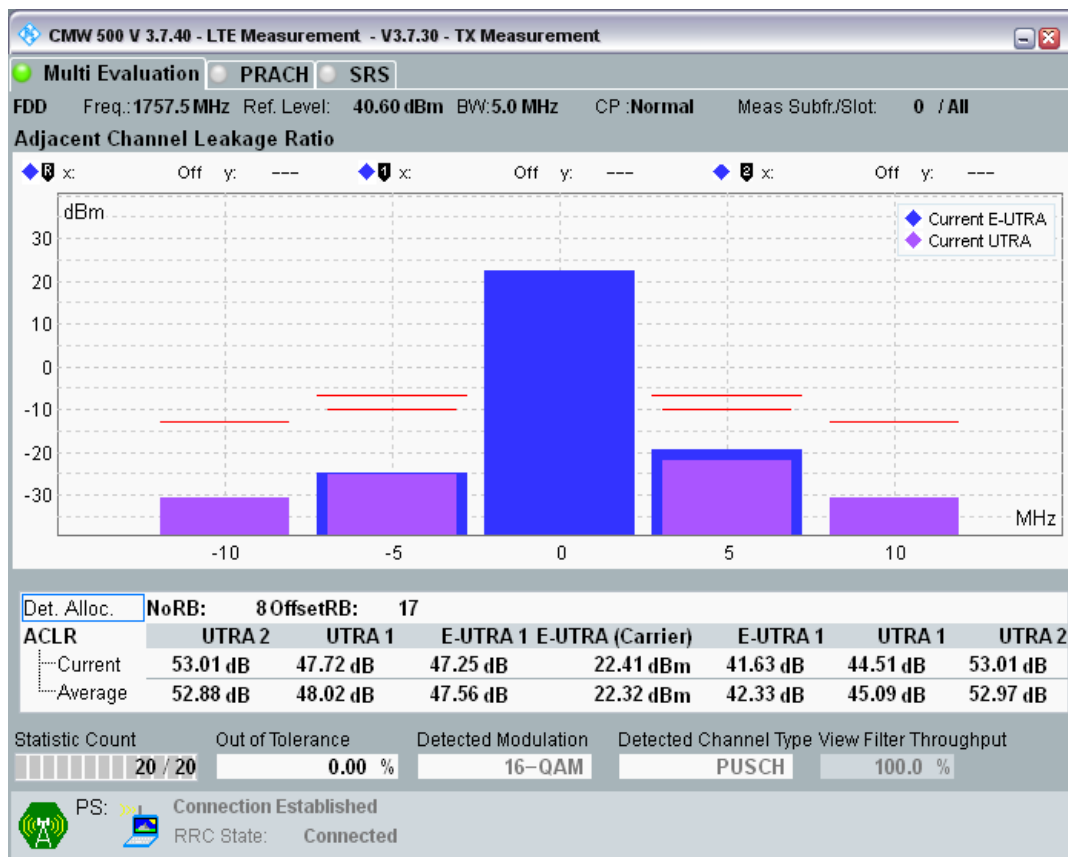 CMW 500 V 3.7.40 - LTE Measurement - V3.7.30 - TX Measurement
Multi Evaluation PRACH SRS
FDD Freq.:1757.5 MHz Ref. Level: 40.60 dBm BW:5.0 MHz CP :Normal Meas Subfr./Slot: 0 / All
Adjacent Channel Leakage Ratio
R x: Off y: --- 1 x: Off y: --- 2 x: Off y: ---
dBm
Current E-UTRA
Current UTRA
30
20
10
0
-10
-20
-30
MHz
-10 -5 0 5 10
Det. Alloc. NoRB: 8 OffsetRB: 17
ACLR UTRA 2 UTRA 1 E-UTRA 1 E-UTRA (Carrier) E-UTRA 1 UTRA 1 UTRA 2
Current 53.01 dB 47.72 dB 47.25 dB 22.41 dBm 41.63 dB 44.51 dB 53.01 dB
Average 52.88 dB 48.02 dB 47.56 dB 22.32 dBm 42.33 dB 45.09 dB 52.97 dB
Statistic Count Out of Tolerance Detected Modulation Detected Channel Type View Filter Throughput
20 / 20 0.00 % 16-QAM PUSCH 100.0 %
PS: Connection Established
RRC State: Connected